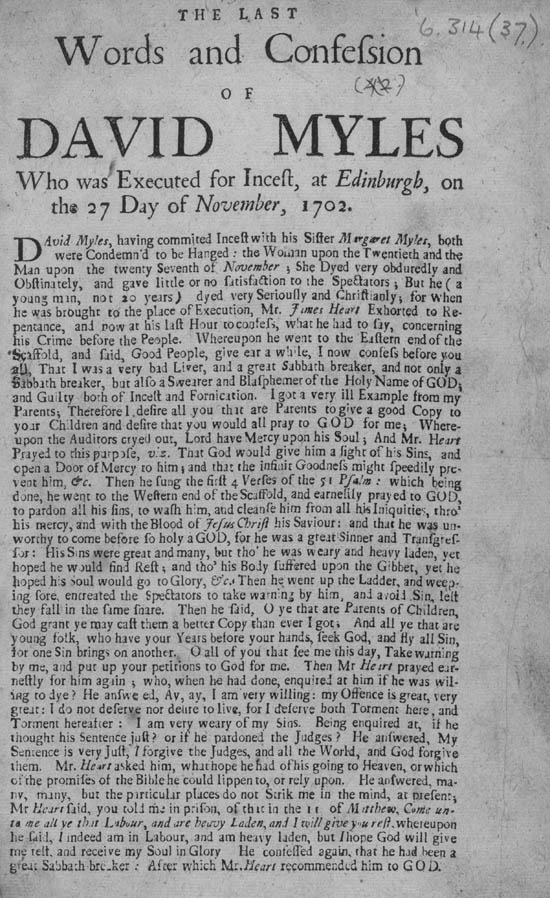 THE LAST
6.314(37)
Words and Confeſsion
OF
DAVID MYLES
Who was Executed for Inceſt, at Edinburgh, on
the 27 Day of November, 1702.
DAvid Myles, having commited Inceſt with his Siſter Margaret Myles, both
were Condemn'd to be Hanged: the Woman upon the Twentieth and the
Man upon the twenty Seventh of November; She Dyed very obduredly and
Obſtinately, and gave little or no ſatisfaction to the Spectators; But he (a
young min, not 20 years) dyed very Seriouſly and Chriſtianly; for When
he was brought to the place of Execution, Mr. James Heart Exhorted to Re-
pentance, and now at his laſt Hour to confeſs, what he had to ſay, concerning
his Crime before the People. Whereupon he went to the Eaſtern end of the
Scaffold, and ſaid, Good People, give ear a while, I now confeſs before you
all, That I was a very bad Liver, and a great Sabbath breaker, and not only a
Sabbath breaker, but alſo a Swearer and Blaſphemer of the Holy Name of GOD;
and Guilty both of Inceſt and Fornication. I got a very ill Example from my
Parents; Therefore I deſire all you that are Parents to give a good Copy to
your Children and deſire that you would all pray to GOD for me; Where-
upon the Auditors cryed out, Lord have Mercy upon his Soul; And Mr. Heart
Prayed to this purpoſe, viz. That God would give him a ſight of his Sins, and
open a Door of Mercy to him; and that the infinit Goodneſs might ſpeedily pre-
vent him, &c. Then he ſung the firſt 4 Verſes of the 51 Pſalm: which being
done, he went to the Weſtern end of the Scaffold, and earneſily prayed to GOD,
to pardon all his ſins, to waſh him, and cleanſe him from all his Iniquities, thro'
his mercy, and with the Blood of Jeſus Chriſt his Saviour: and that he was un-
worthy to come before ſo holy a GOD, for he was a great Sinner and Tranſgreſ-
ſor: His Sins were great and many, but tho' he was weary and heavy laden, yet
hoped he would find Reſt; and tho' his Body ſuffered upon the Gibbet, yet he
hoped his Soul would go to Glory, &c. Then he went up the Ladder, and weep-
ing ſore, entreated the Spectators to take warning by him, and avoid Sin, leſt
they fall in the ſame ſnare. Then he ſaid, O ye that are Parents of Children,
God grant ye may caſt them a better Copy than ever I got; And all ye that are
young folk, who have your Years before your hands, ſeek God, and fly all Sin,
for one Sin brings on another. O all of you that ſee me this day, Take warning
by me, and put up your petitions to God for me. Then Mr Heart prayed ear-
neſtly for him again; who, when he had done, enquired at him if he was wil-
ling to dye? He anſwe ed, Ay, ay, I am very willing: my Offence is great, very
great: I do not deſerve nor deſire to live, for I deſerve both Torment here, and
Torment hereafter: I am very weary of my Sins. Being enquired at, if he
thought his Sentence juſt? or if he pardoned the Judges? He anſwered, My
Sentence is very Juſt, I forgive the Judges, and all the World, and God forgive
them. Mr. Heart asked him, what hope he had of his going to Heaven, or which
of the promiſes of the Bible he could lippen to, or rely upon. He anſwered, ma-
ny, many, but the particular places do not Strik me in the mind, at preſent;
Mr Heart ſaid, you told me in priſon, of that in the 11 of Matthew, Come un-
to me all ye that Labour, and are heavy Laden, and I will give you reſt. whereupon
he ſaid, I indeed am in Labour, and am heavy laden, but I hope God will give
me reſt, and receive my Soul in Glory He confeſſed again, that he had been a
great Sabbath breaker: After which Mr. Heart recommended him to GOD.